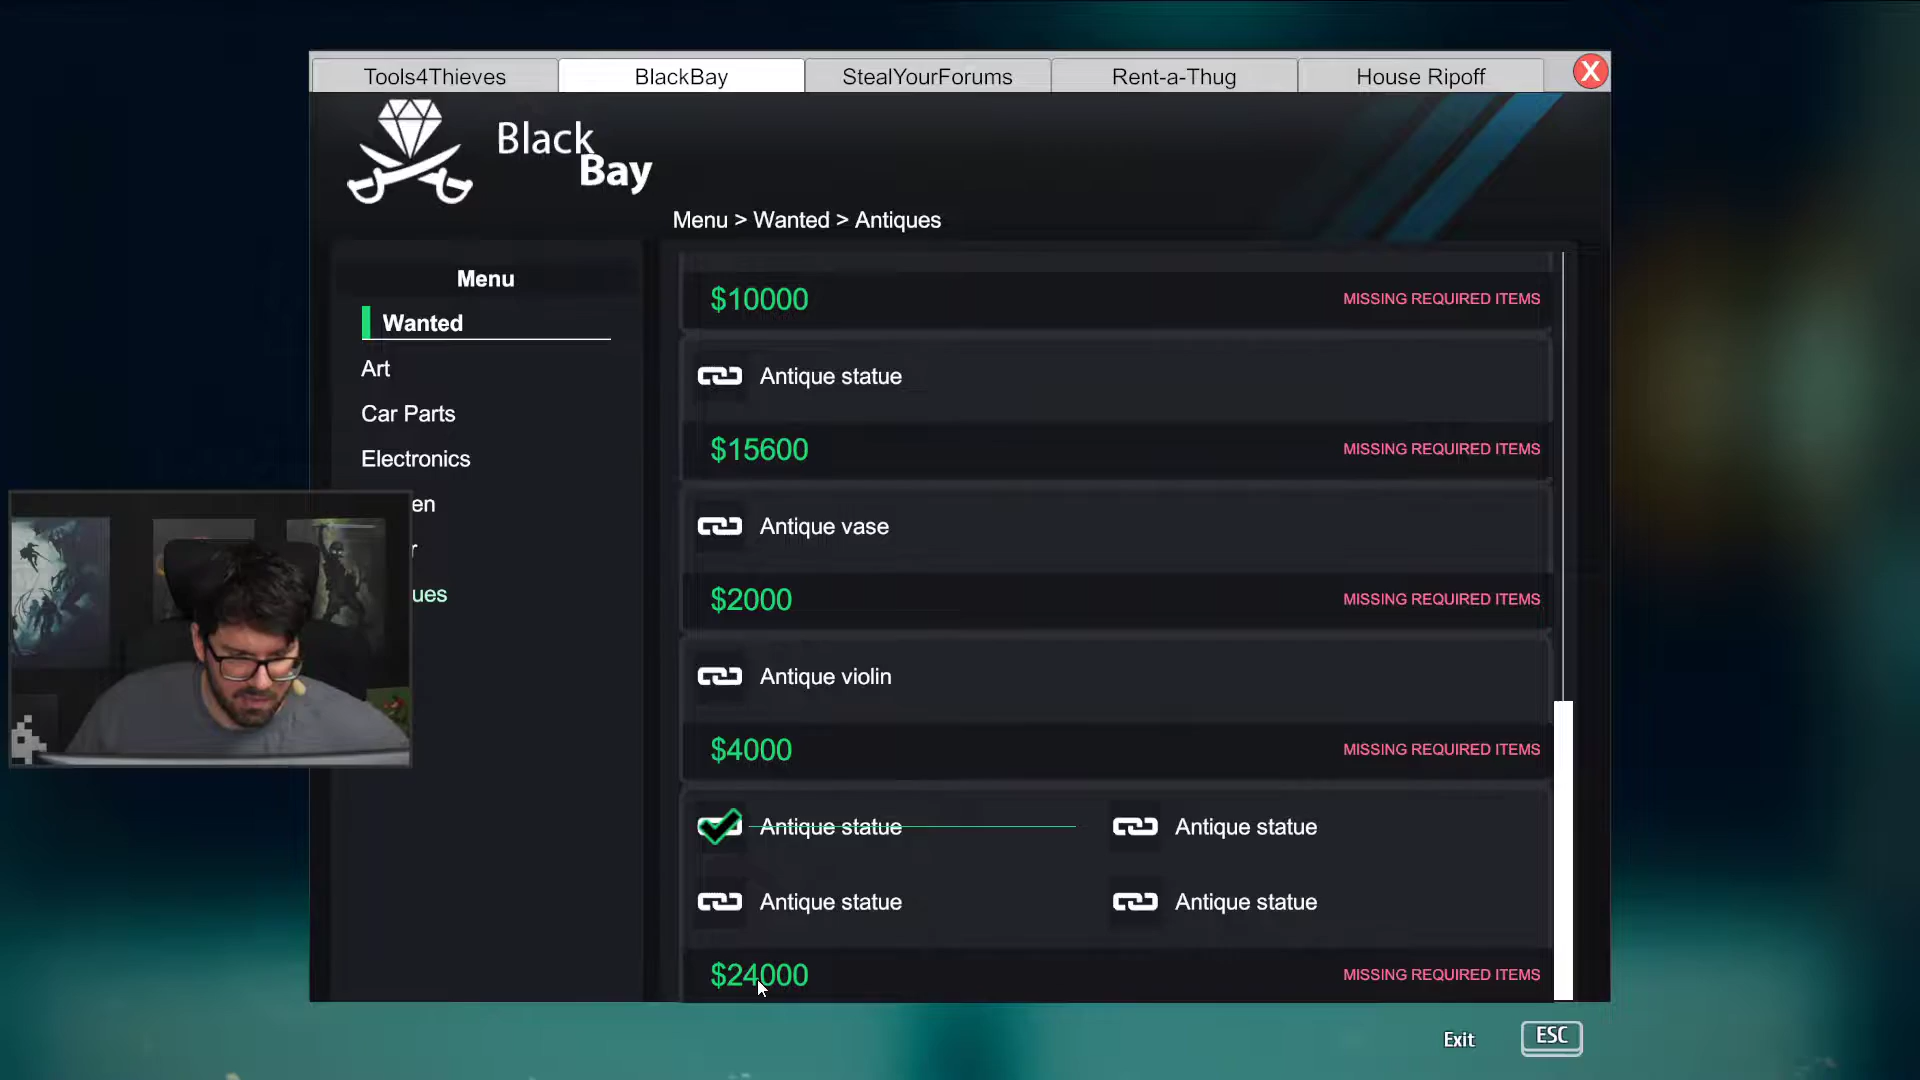 Tools4Thieves
BlackBay
StealYourForums
Rent-a-Thug
House Ripoff
X
Black
Bay
Menu > Wanted > Antiques
Menu
Wanted
Art
Car Parts
Electronics
en
r
ues
$10000
MISSING REQUIRED ITEMS
Antique statue
$15600
MISSING REQUIRED ITEMS
Antique vase
$2000
MISSING REQUIRED ITEMS
Antique violin
$4000
MISSING REQUIRED ITEMS
Antique statue
Antique statue
Antique statue
Antique statue
$24000
MISSING REQUIRED ITEMS
Exit
ESC